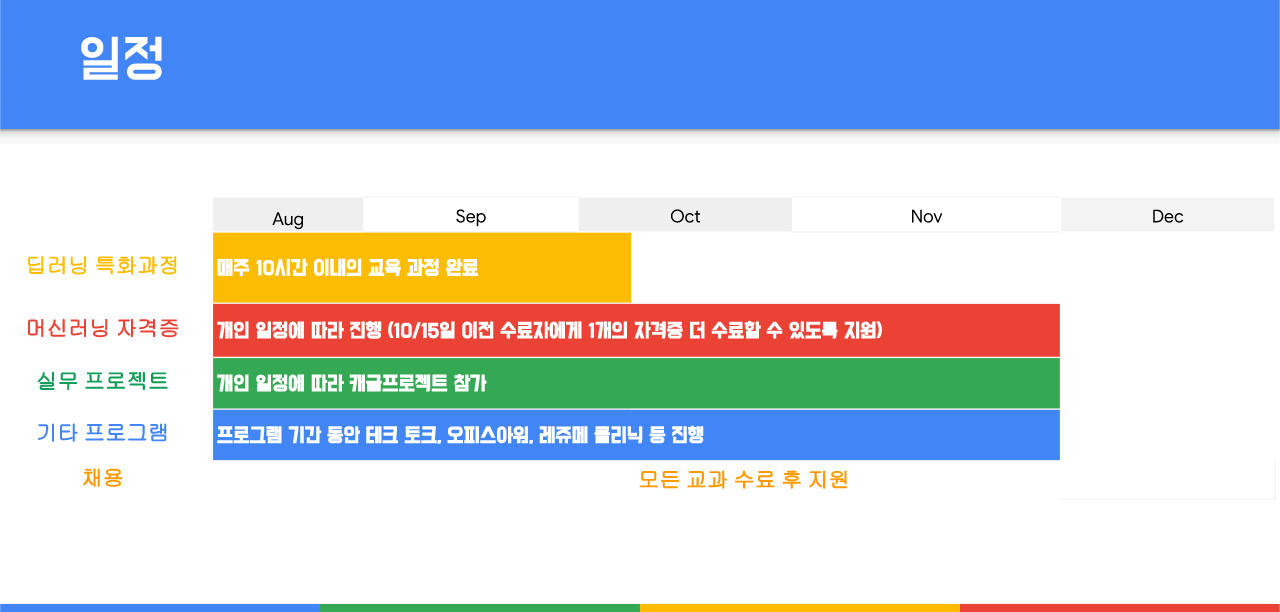 일정
Aug Sep Oct Nov Dec
딥러닝 특화과정 매주 10시간 이내의 교육 과정 완료
머신러닝 자격증 개인 일정에 따라 진행 (10/15일 이전 수료자에게 1개의 자격증 더 수료할 수 있도록 지원)
실무 프로젝트 개인 일정에 따라 캐글프로젝트 참가
기타 프로그램 프로그램 기간 동안 테크 토크, 오피스아워, 레쥬메 클리닉 등 진행
채용 모든 교과 수료 후 지원